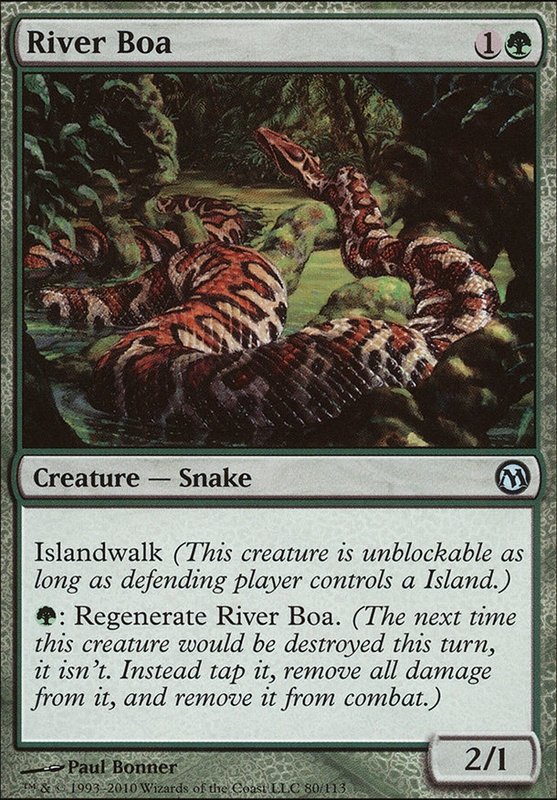 River Boa 1
Creature — Snake M
Islandwalk (This creature is unblockable as
long as defending player controls a Island.)
: Regenerate River Boa. (The next time
this creature would be destroyed this turn,
it isn't. Instead tap it, remove all damage
from it, and remove it from combat.)
Paul Bonner
2/1
™ & © 1993–2010 Wizards of the Coast LLC 80/113